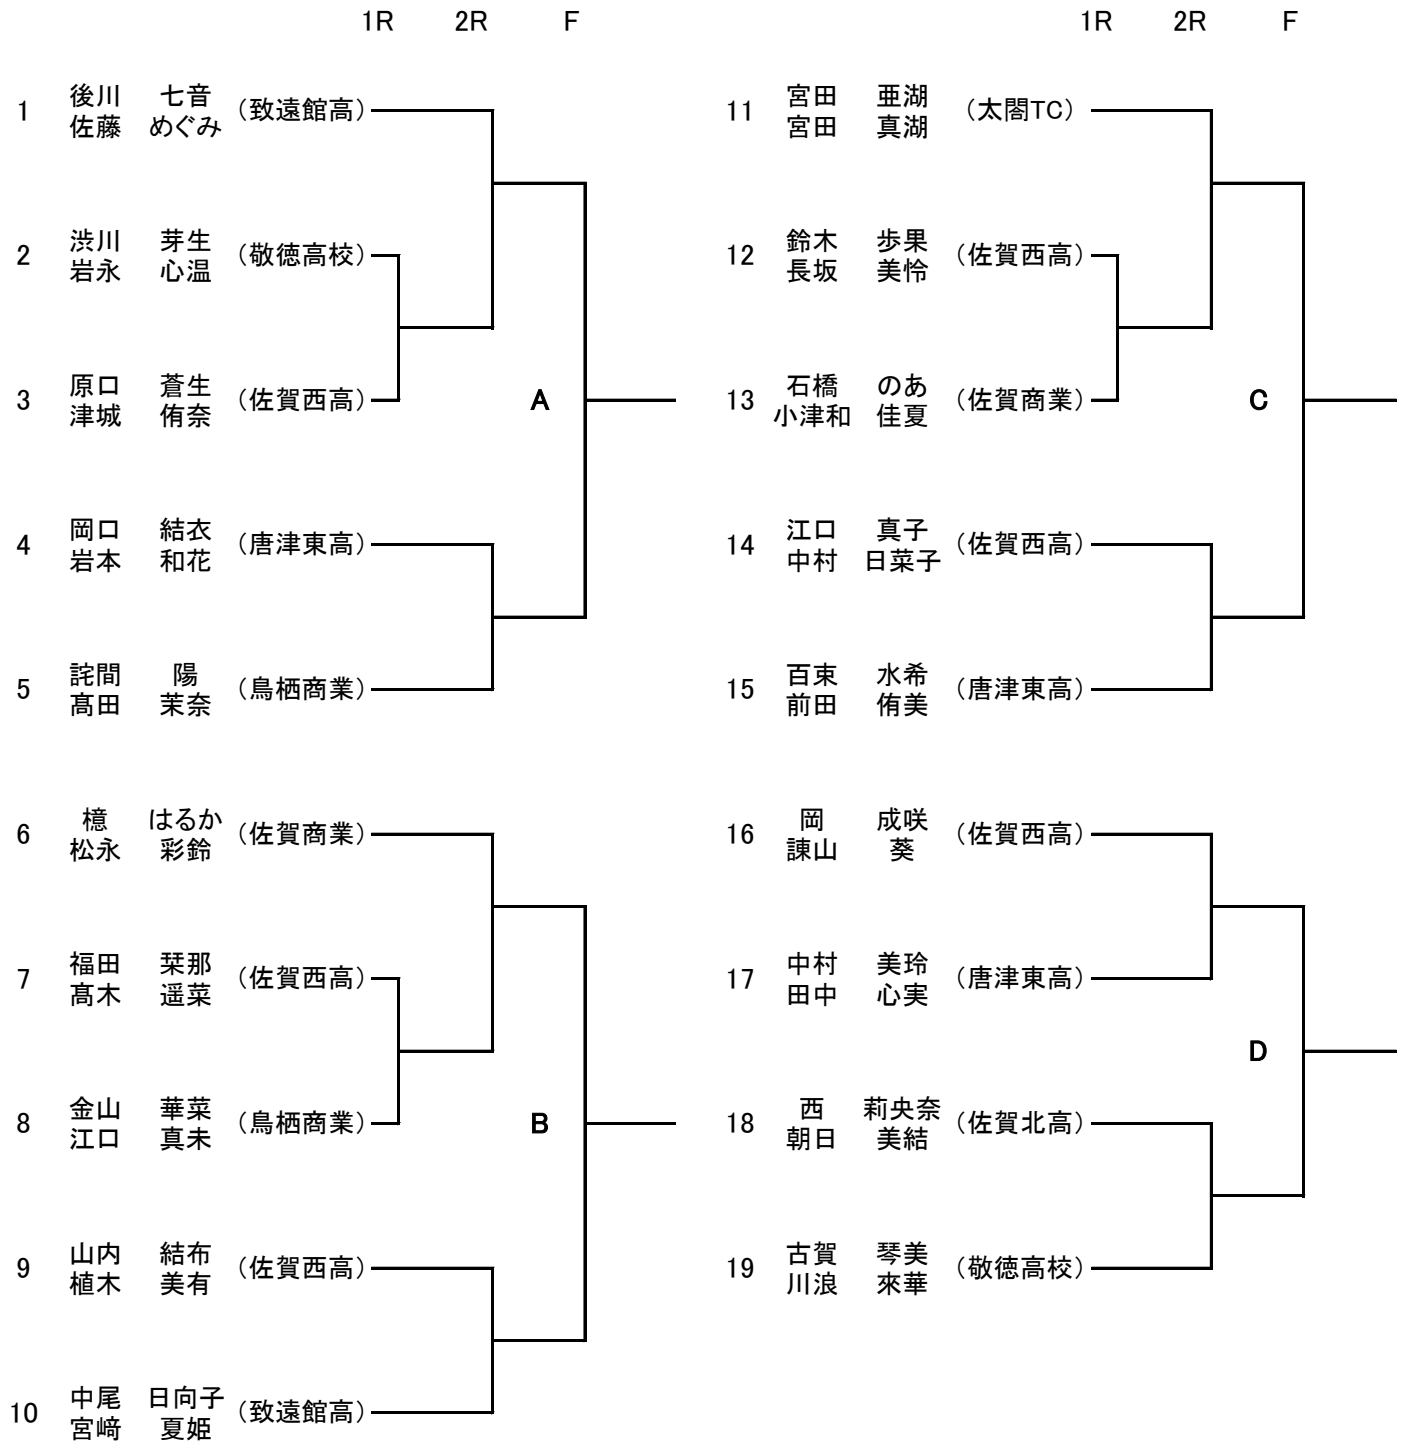 1R 2R F
1 後川 七音 (致遠館高)
佐藤 めぐみ
2 渋川 芽生 (敬徳高校)
岩永 心温
3 原口 蒼生 (佐賀西高)
津城 侑奈
A
4 岡口 結衣 (唐津東高)
岩本 和花
5 詫間 陽 (鳥栖商業)
髙田 茉奈
6 檍 はるか (佐賀商業)
松永 彩鈴
7 福田 栞那 (佐賀西高)
髙木 遥菜
8 金山 華菜 (鳥栖商業)
江口 真未
B
9 山内 結布 (佐賀西高)
植木 美有
10 中尾 日向子 (致遠館高)
宮﨑 夏姫
1R 2R F
11 宮田 亜湖 (太閤TC)
宮田 真湖
12 鈴木 歩果 (佐賀西高)
長坂 美怜
13 石橋 のあ (佐賀商業)
小津和 佳夏
C
14 江口 真子 (佐賀西高)
中村 日菜子
15 百束 水希 (唐津東高)
前田 侑美
16 岡 成咲 (佐賀西高)
諌山 葵
17 中村 美玲 (唐津東高)
田中 心実
D
18 西 莉央奈 (佐賀北高)
朝日 美結
19 古賀 琴美 (敬徳高校)
川浪 來華